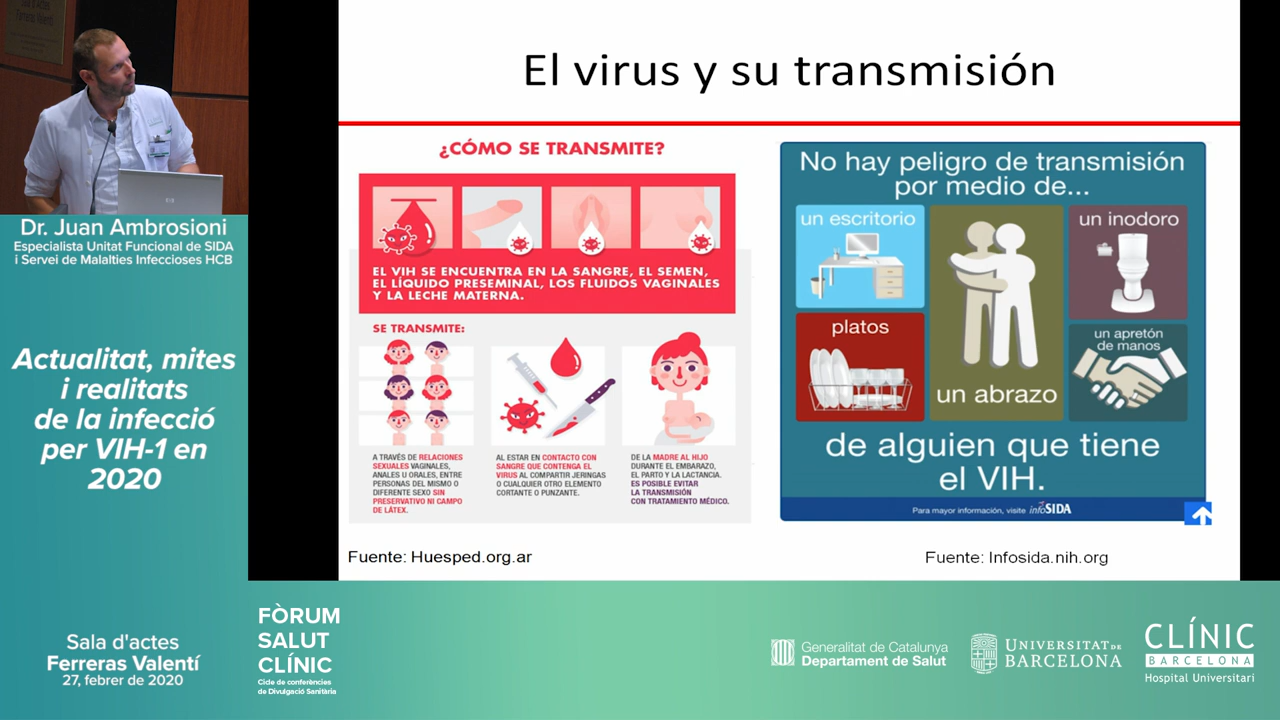 Ferreras Valentí
Dr. Juan Ambrosioni
Especialista Unitat Funcional de SIDA
i Servei de Malalties Infeccioses HCB
Actualitat, mites
i realitats
de la infecció
per VIH-1 en
2020
Sala d'actes
Ferreras Valentí
27, febrer de 2020
El virus y su transmisión
¿CÓMO SE TRANSMITE?
EL VIH SE ENCUENTRA EN LA SANGRE, EL SEMEN,
EL LÍQUIDO PRESEMINAL, LOS FLUIDOS VAGINALES
Y LA LECHE MATERNA.
SE TRANSMITE:
A TRAVÉS DE RELACIONES
SEXUALES VAGINALES,
ANALES U ORALES, ENTRE
PERSONAS DEL MISMO O
DIFERENTE SEXO SIN
PRESERVATIVO NI CAMPO
DE LÁTEX.
AL ESTAR EN CONTACTO CON
SANGRE QUE CONTENGA EL
VIRUS AL COMPARTIR JERINGAS
O CUALQUIER OTRO ELEMENTO
CORTANTE O PUNZANTE.
DE LA MADRE AL HIJO
DURANTE EL EMBARAZO,
EL PARTO Y LA LACTANCIA.
ES POSIBLE EVITAR
LA TRANSMISIÓN
CON TRATAMIENTO MÉDICO.
Fuente: Huesped.org.ar
No hay peligro de transmisión
por medio de...
un escritorio
un inodoro
platos
un abrazo
un apretón
de manos
de alguien que tiene
el VIH.
Para mayor información, visite infoSIDA
Fuente: Infosida.nih.org
FÒRUM
SALUT
CLÍNIC
Cicle de conferències
de Divulgació Sanitària
Generalitat de Catalunya
Departament de Salut
UNIVERSITAT DE
BARCELONA
CLÍNIC
BARCELONA
Hospital Universitari